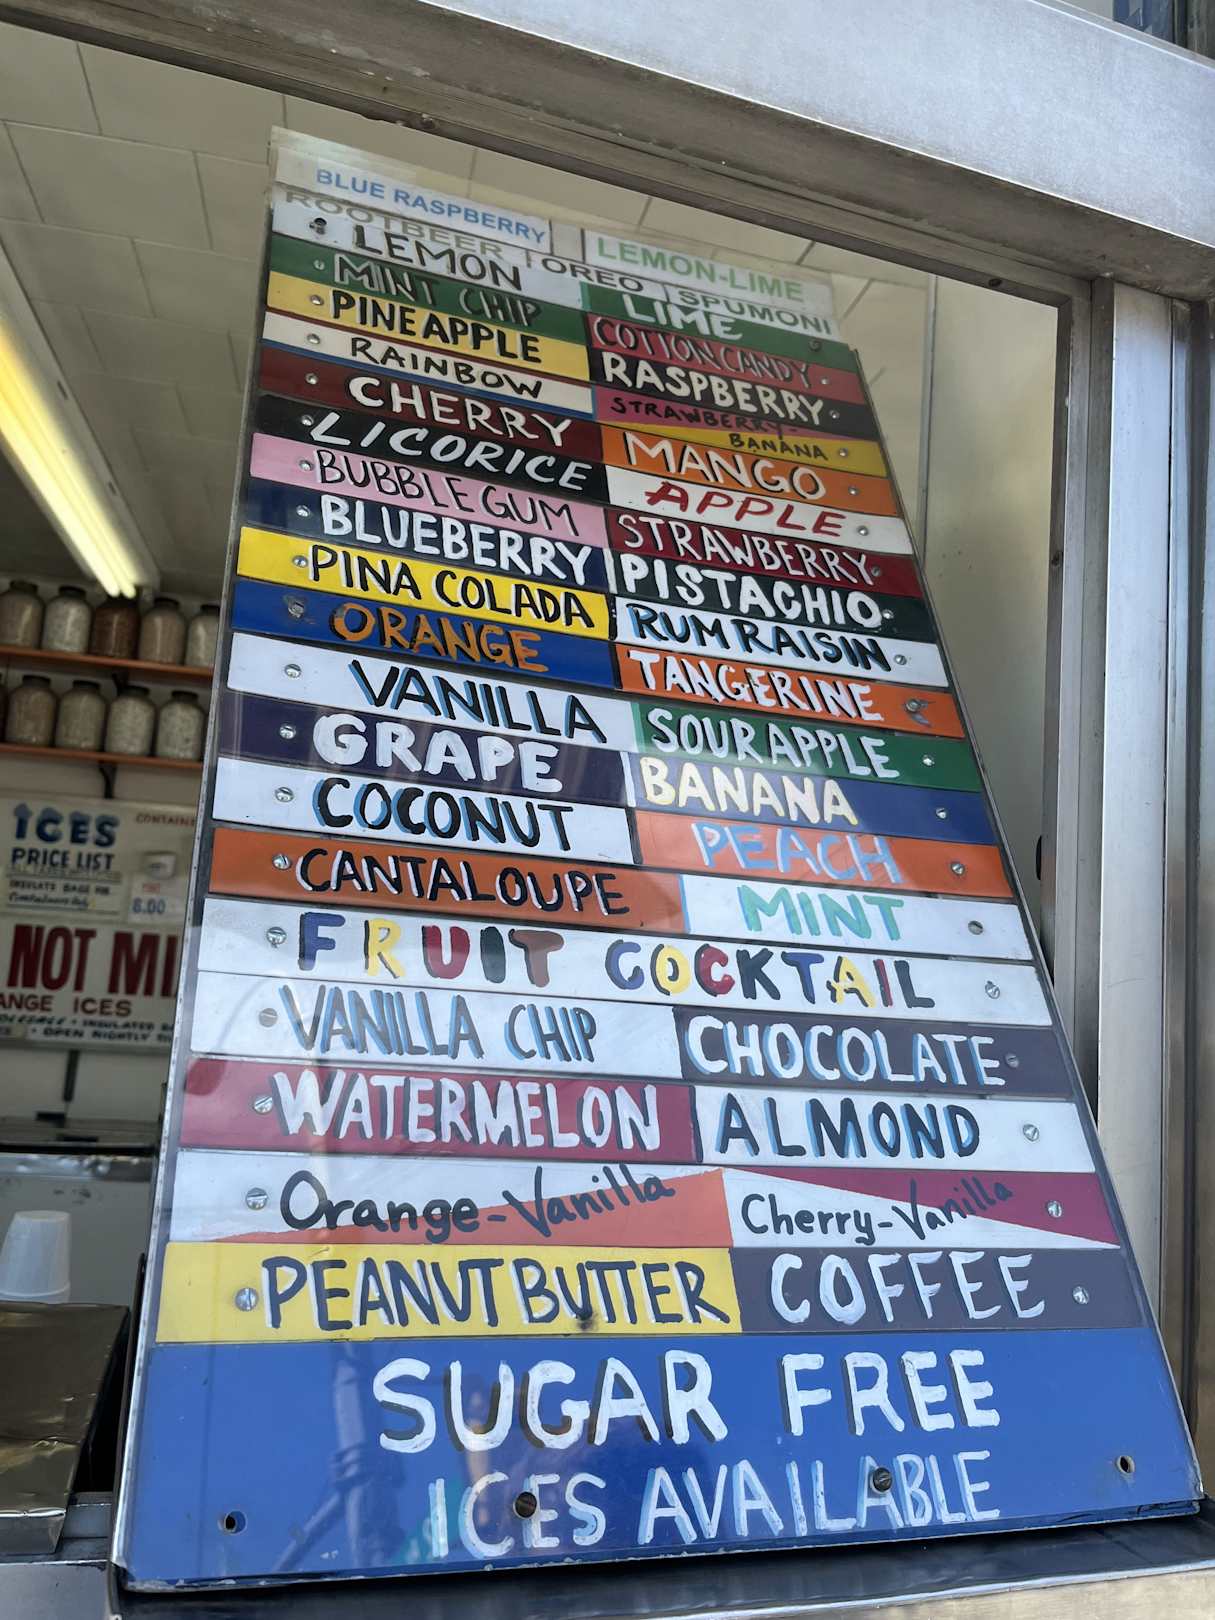 BLUE RASPBERRY
LEMON-LIME
ROOTBEER
OREO
SPUMONI
LEMON
LIME
MINT CHIP
COTTON CANDY
PINEAPPLE
RASPBERRY
RAINBOW
STRAWBERRY-
BANANA
CHERRY
MANGO
LICORICE
APPLE
BUBBLE GUM
STRAWBERRY
BLUEBERRY
PISTACHIO
PINA COLADA
RUM RAISIN
ORANGE
TANGERINE
VANILLA
SOUR APPLE
GRAPE
BANANA
COCONUT
PEACH
CANTALOUPE
MINT
FRUIT COCKTAIL
VANILLA CHIP
CHOCOLATE
WATERMELON
ALMOND
Orange-Vanilla
Cherry-Vanilla
PEANUT BUTTER
COFFEE
SUGAR FREE
ICES AVAILABLE
ICES
PRICE LIST
NOT MI
ANGE ICES
OPEN NIGHTLY